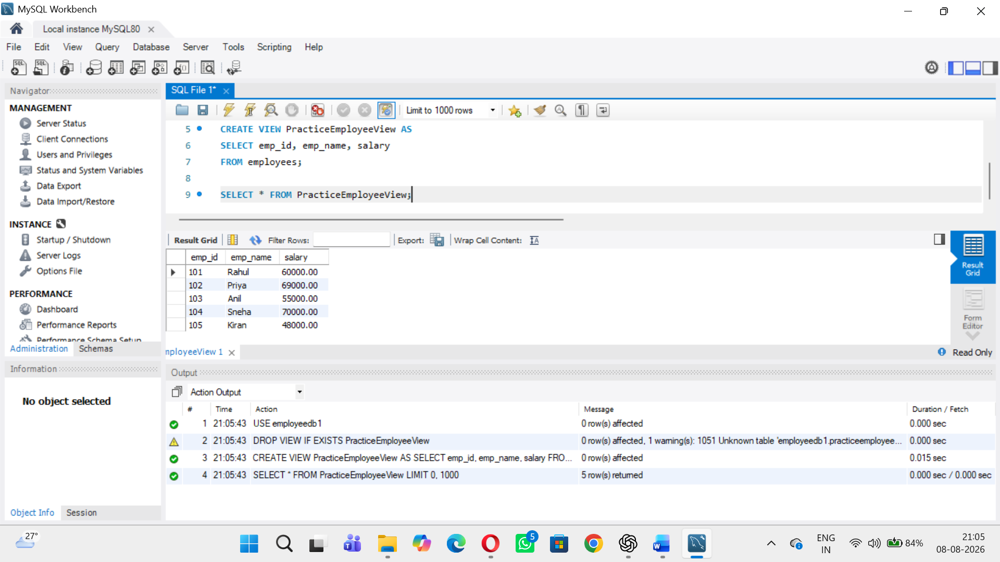 MySQL Workbench
Local instance MySQL80
File Edit View Query Database Server Tools Scripting Help
Navigator
MANAGEMENT
Server Status
Client Connections
Users and Privileges
Status and System Variables
Data Export
Data Import/Restore
INSTANCE
Startup / Shutdown
Server Logs
Options File
PERFORMANCE
Dashboard
Performance Reports
Performance Schema Setup
Administration Schemas
Information
No object selected
Object Info Session
SQL File 1*
Limit to 1000 rows
5 CREATE VIEW PracticeEmployeeView AS
6 SELECT emp_id, emp_name, salary
7 FROM employees;
8
9 SELECT * FROM PracticeEmployeeView;
Result Grid Filter Rows: Export: Wrap Cell Content:
emp_id emp_name salary
101 Rahul 60000.00
102 Priya 69000.00
103 Anil 55000.00
104 Sneha 70000.00
105 Kiran 48000.00
Result
Grid
Form
Editor
mployeeView 1
Read Only
Output
Action Output
# Time Action Message Duration / Fetch
1 21:05:43 USE employeedb1 0 row(s) affected 0.000 sec
2 21:05:43 DROP VIEW IF EXISTS PracticeEmployeeView 0 row(s) affected, 1 warning(s): 1051 Unknown table 'employeedb1.practiceemployee... 0.000 sec
3 21:05:43 CREATE VIEW PracticeEmployeeView AS SELECT emp_id, emp_name, salary FRO... 0 row(s) affected 0.015 sec
4 21:05:43 SELECT * FROM PracticeEmployeeView LIMIT 0, 1000 5 row(s) returned 0.000 sec / 0.000 sec
27°
5
ENG
IN
84%
21:05
08-08-2026